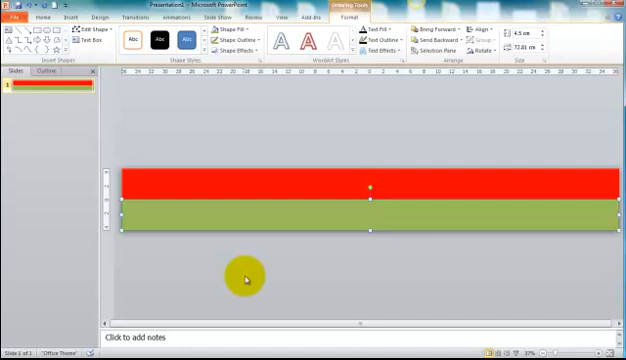 Presentation1 - Microsoft PowerPoint
Drawing Tools
File Home Insert Design Transitions Animations Slide Show Review View Add-Ins Format
Edit Shape
Text Box
Insert Shapes
Abc Abc Abc
Shape Fill
Shape Outline
Shape Effects
Shape Styles
A A A
Text Fill
Text Outline
Text Effects
WordArt Styles
Bring Forward
Send Backward
Selection Pane
Align
Group
Rotate
Arrange
4.5 cm
72.81 cm
Size
Slides Outline
1
Click to add notes
Slide 1 of 1 "Office Theme" 37%